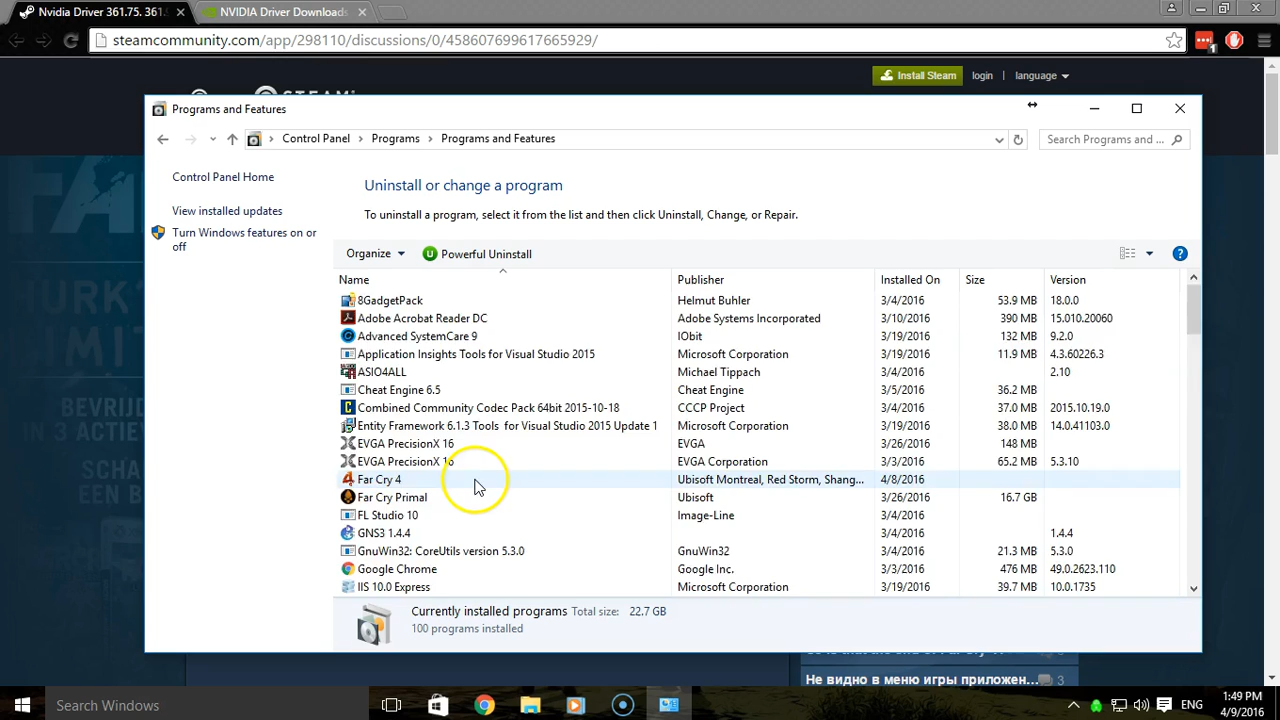 Nvidia Driver 361.75. 361.
NVIDIA Driver Downloads
steamcommunity.com/app/298110/discussions/0/458607699617665929/
1
Install Steam login language
Programs and Features
Control Panel Programs Programs and Features
Search Programs and ...
Control Panel Home
View installed updates
Turn Windows features on or
off
Uninstall or change a program
To uninstall a program, select it from the list and then click Uninstall, Change, or Repair.
Organize Powerful Uninstall
Name Publisher Installed On Size Version
8GadgetPack Helmut Buhler 3/4/2016 53.9 MB 18.0.0
Adobe Acrobat Reader DC Adobe Systems Incorporated 3/10/2016 390 MB 15.010.20060
Advanced SystemCare 9 IObit 3/19/2016 132 MB 9.2.0
Application Insights Tools for Visual Studio 2015 Microsoft Corporation 3/19/2016 11.9 MB 4.3.60226.3
ASIO4ALL Michael Tippach 3/4/2016 2.10
Cheat Engine 6.5 Cheat Engine 3/5/2016 36.2 MB
Combined Community Codec Pack 64bit 2015-10-18 CCCP Project 3/4/2016 37.0 MB 2015.10.19.0
Entity Framework 6.1.3 Tools for Visual Studio 2015 Update 1 Microsoft Corporation 3/19/2016 38.0 MB 14.0.41103.0
EVGA PrecisionX 16 EVGA 3/26/2016 148 MB
EVGA PrecisionX 16 EVGA Corporation 3/3/2016 65.2 MB 5.3.10
Far Cry 4 Ubisoft Montreal, Red Storm, Shang... 4/8/2016
Far Cry Primal Ubisoft 3/26/2016 16.7 GB
FL Studio 10 Image-Line 3/4/2016
GNS3 1.4.4 3/4/2016 1.4.4
GnuWin32: CoreUtils version 5.3.0 GnuWin32 3/4/2016 21.3 MB 5.3.0
Google Chrome Google Inc. 3/3/2016 476 MB 49.0.2623.110
IIS 10.0 Express Microsoft Corporation 3/19/2016 39.7 MB 10.0.1735
Currently installed programs Total size: 22.7 GB
100 programs installed
Не видно в меню игры приложен... 3
Search Windows
ENG
1:49 PM
4/9/2016